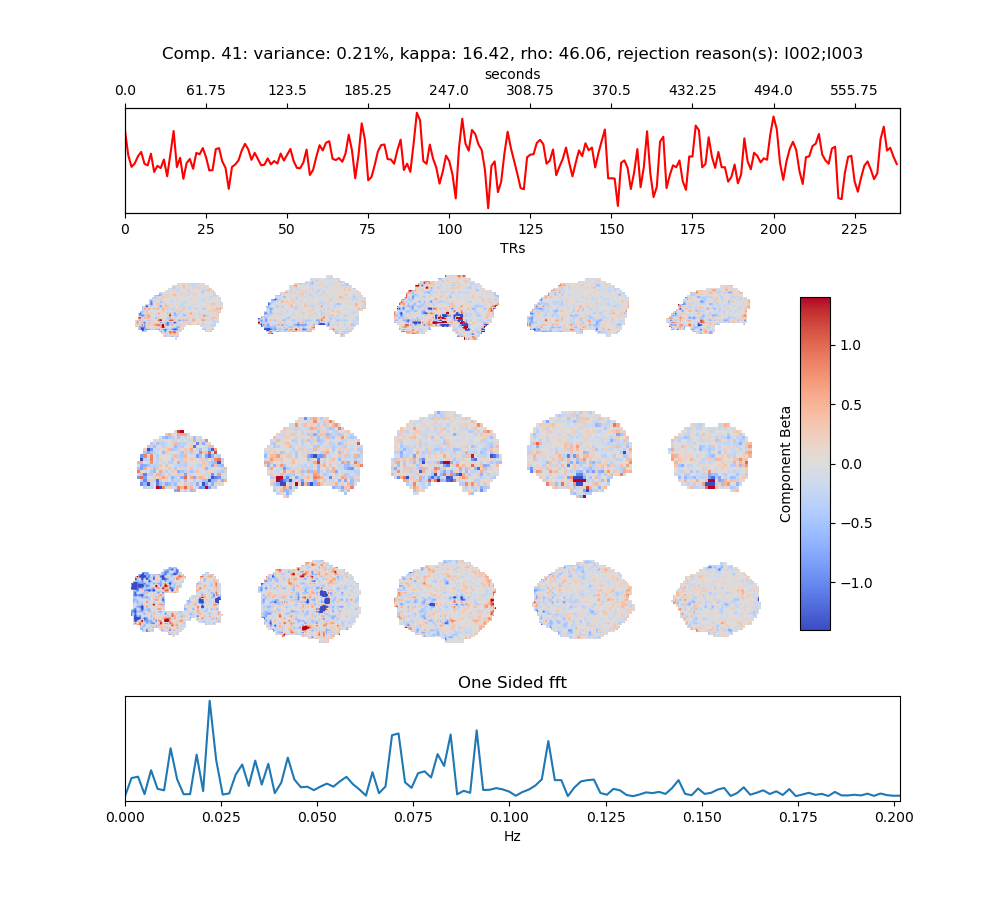 Comp. 41: variance: 0.21%, kappa: 16.42, rho: 46.06, rejection reason(s): I002;I003
seconds
0.0 61.75 123.5 185.25 247.0 308.75 370.5 432.25 494.0 555.75
0 25 50 75 100 125 150 175 200 225
TRs
1.0
0.5
0.0
−0.5
−1.0
Component Beta
One Sided fft
0.000 0.025 0.050 0.075 0.100 0.125 0.150 0.175 0.200
Hz